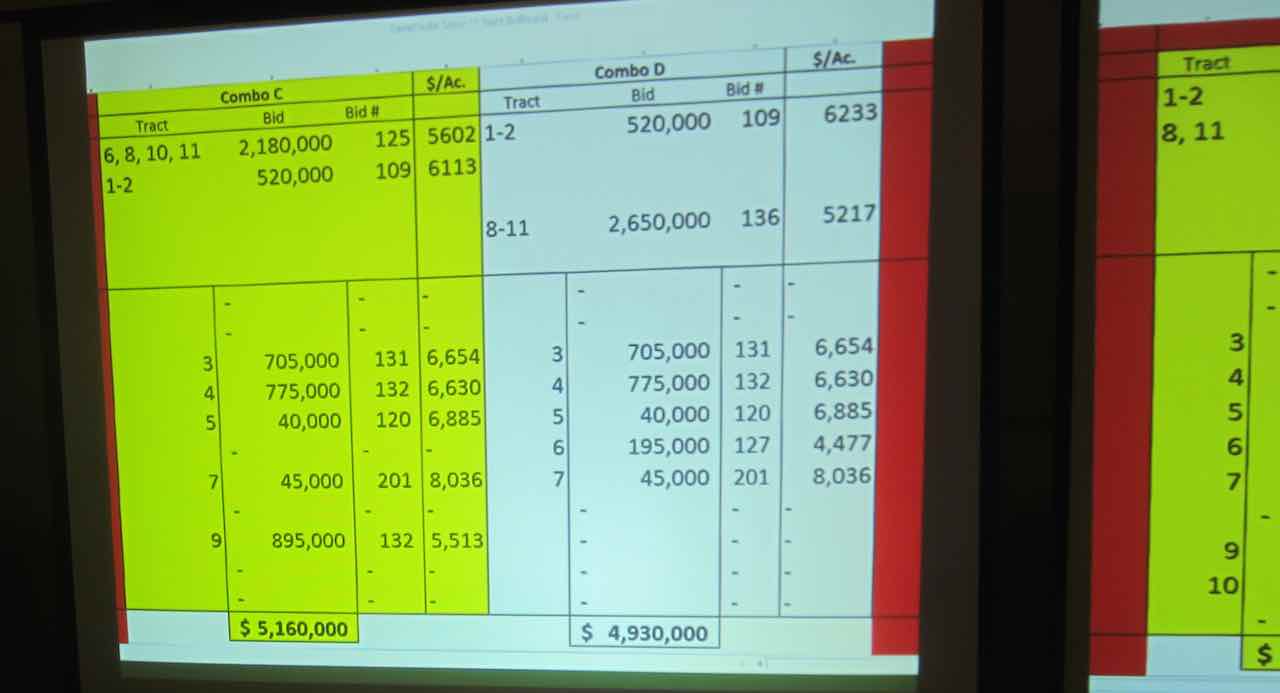 Combo C $/Ac. Combo D $/Ac.
Tract Bid Bid # Tract Bid Bid #
6, 8, 10, 11 2,180,000 125 5602 1-2 520,000 109 6233
1-2 520,000 109 6113
8-11 2,650,000 136 5217
- - - - - -
- - - - - -
3 705,000 131 6,654 3 705,000 131 6,654
4 775,000 132 6,630 4 775,000 132 6,630
5 40,000 120 6,885 5 40,000 120 6,885
- - - 6 195,000 127 4,477
7 45,000 201 8,036 7 45,000 201 8,036
- - - - - -
9 895,000 132 5,513 - - -
- - - - - -
- - - - - -
$ 5,160,000 $ 4,930,000
Tract
1-2
8, 11
-
-
3
4
5
6
7
-
9
10
-
$